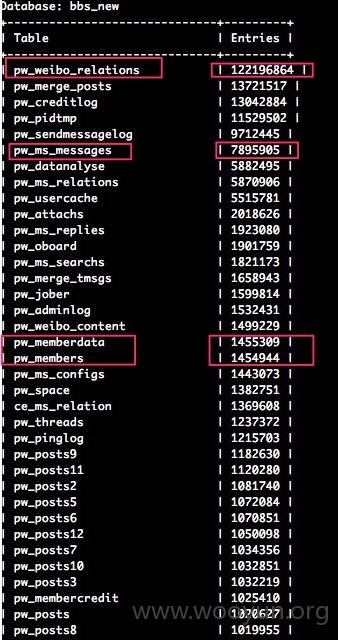 Database: bbs_new
+-----------------------------+---------+
| Table | Entries |
+-----------------------------+---------+
| pw_weibo_relations | 122196864 |
| pw_merge_posts | 13721517 |
| pw_creditlog | 13042884 |
| pw_pidtmp | 11529502 |
| pw_sendmessagelog | 9712445 |
| pw_ms_messages | 7895905 |
| pw_datanalyse | 5882495 |
| pw_ms_relations | 5870906 |
| pw_usercache | 5515781 |
| pw_attachs | 2018626 |
| pw_ms_replies | 1923080 |
| pw_oboard | 1901759 |
| pw_ms_searchs | 1821173 |
| pw_merge_tmsgs | 1658943 |
| pw_jober | 1599814 |
| pw_adminlog | 1532431 |
| pw_weibo_content | 1499229 |
| pw_memberdata | 1455309 |
| pw_members | 1454944 |
| pw_ms_configs | 1443073 |
| pw_space | 1382751 |
| ce_ms_relation | 1369608 |
| pw_threads | 1237372 |
| pw_pinglog | 1215703 |
| pw_posts9 | 1182630 |
| pw_posts11 | 1120280 |
| pw_posts2 | 1081740 |
| pw_posts5 | 1072084 |
| pw_posts6 | 1070851 |
| pw_posts12 | 1050098 |
| pw_posts7 | 1034356 |
| pw_posts10 | 1032851 |
| pw_posts3 | 1032219 |
| pw_membercredit | 1025410 |
| pw_posts | 1020627 |
| pw_posts8 | 1019955 |
www.wooyun.org